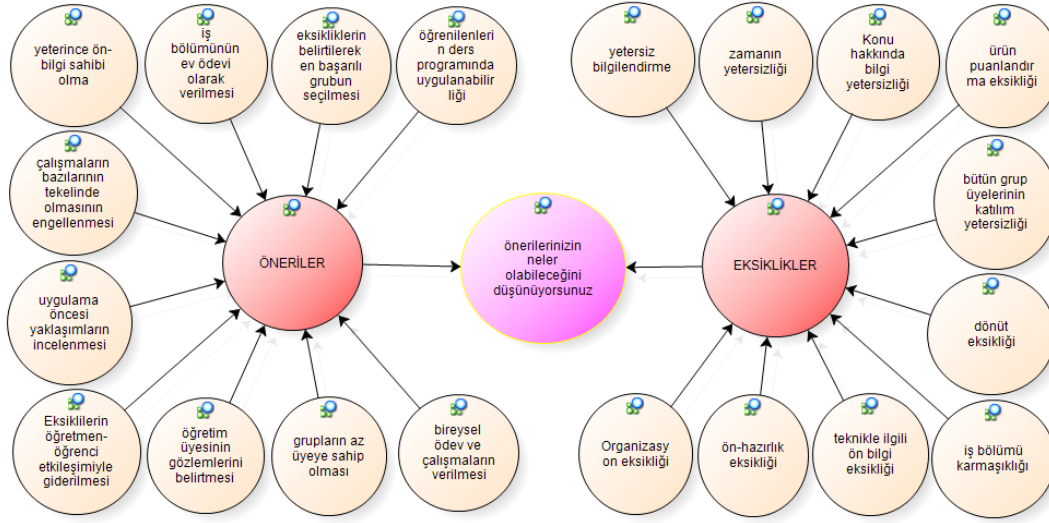 yeterince ön-
bilgi sahibi
olma
iş
bölümünün
ev ödevi
olarak
verilmesi
eksikliklerin
belirtilerek
en başarılı
grubun
seçilmesi
öğrenilenleri
n ders
programında
uygulanabilir
liği
yetersiz
bilgilendirme
zamanın
yetersizliği
Konu
hakkında
bilgi
yetersizliği
ürün
puanlandır
ma eksikliği
çalışmaların
bazılarının
tekelinde
olmasının
engellenmesi
bütün grup
üyelerinin
katılım
yetersizliği
ÖNERİLER
önerilerinizin
neler
olabileceğini
düşünüyorsunuz
EKSİKLİKLER
uygulama
öncesi
yaklaşımların
incelenmesi
dönüt
eksikliği
Eksiklilerin
öğretmen-
öğrenci
etkileşimiyle
giderilmesi
öğretim
üyesinin
gözlemlerini
belirtmesi
grupların az
üyeye sahip
olması
bireysel
ödev ve
çalışmaların
verilmesi
Organizasy
on eksikliği
ön-hazırlık
eksikliği
teknikle ilgili
ön bilgi
eksikliği
iş bölümü
karmaşıklığı